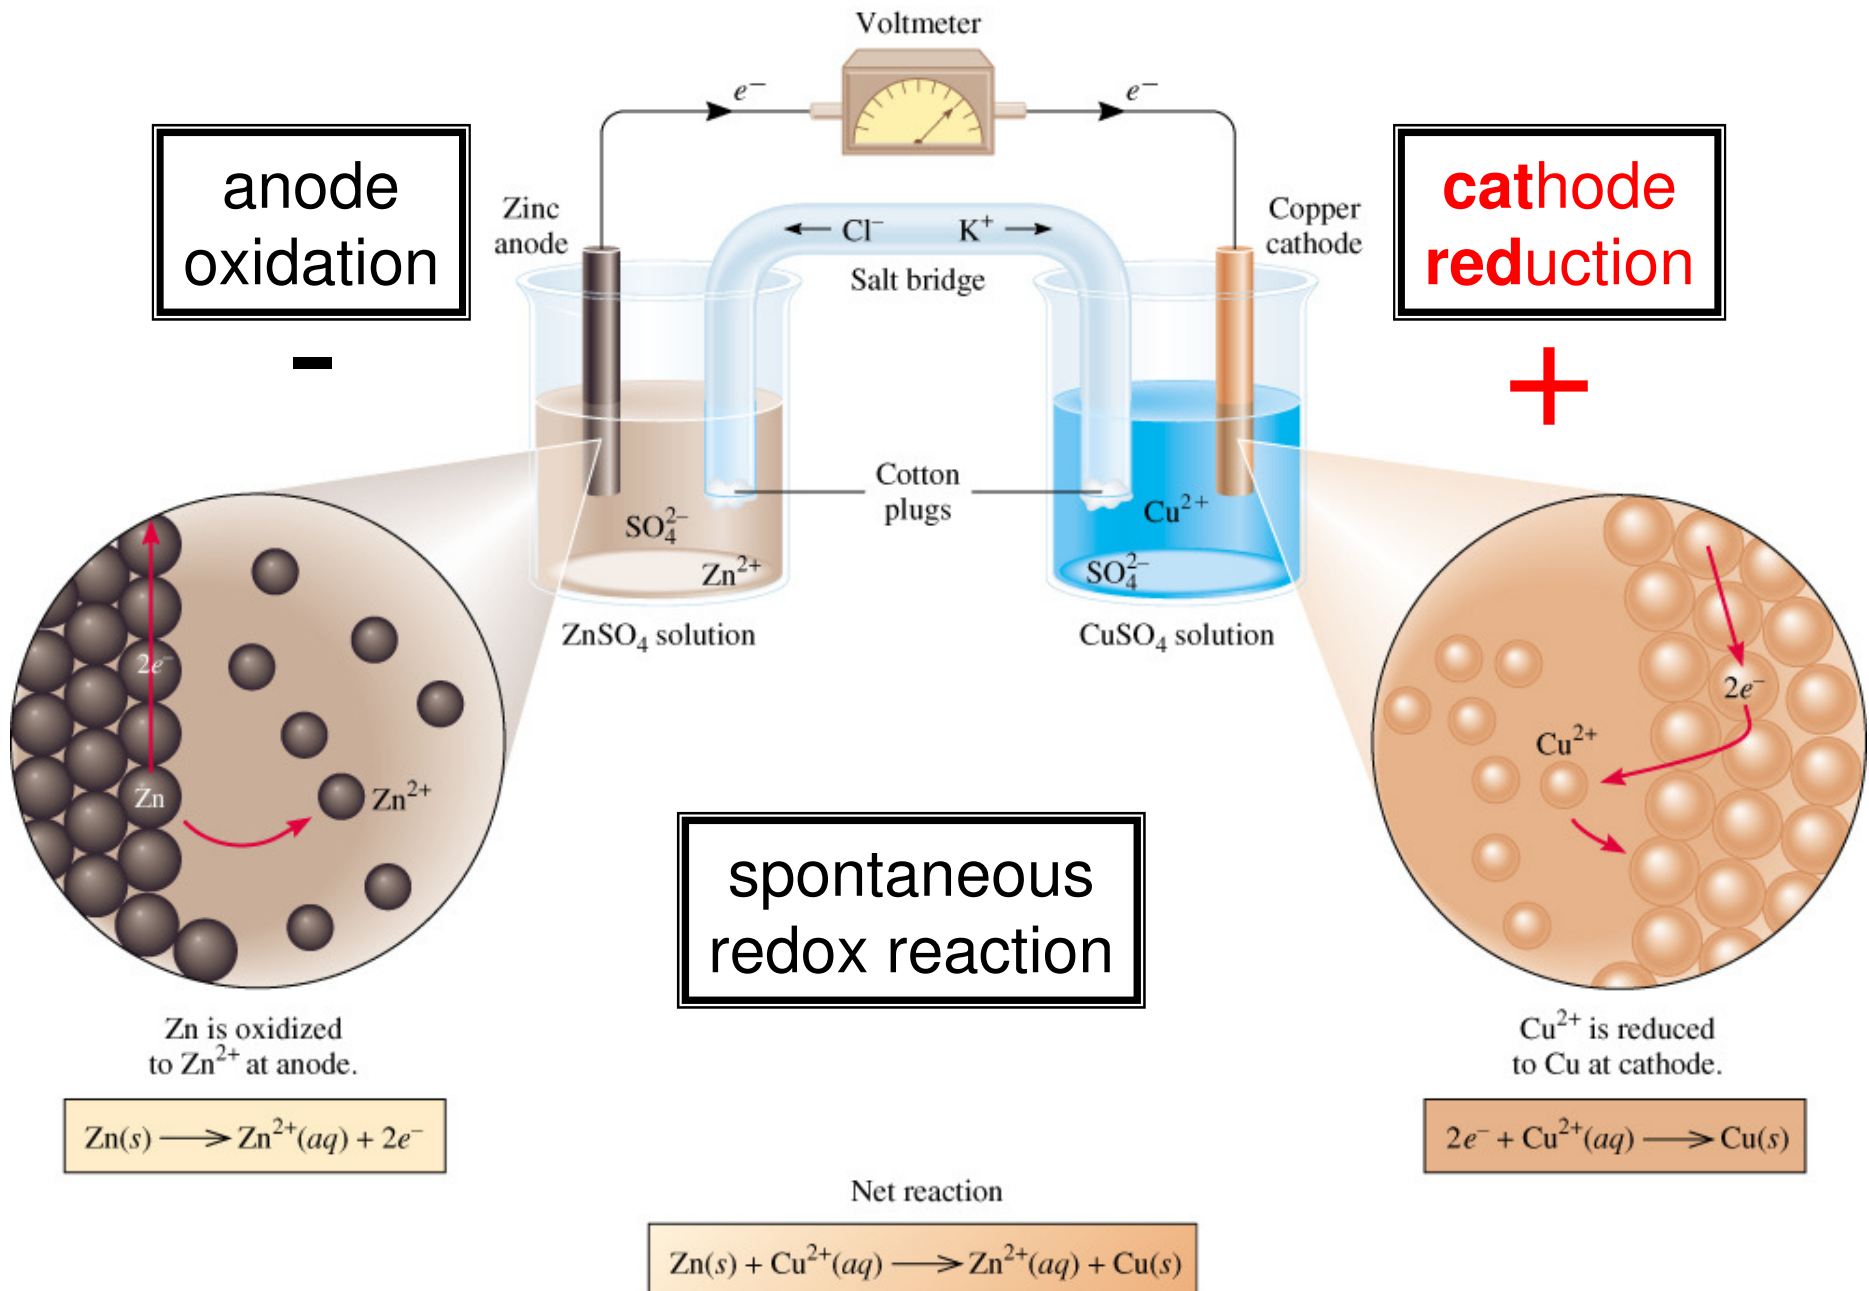 Voltmeter
e⁻
e⁻
anode
oxidation
-
cathode
reduction
+
Zinc
anode
Cl⁻
K⁺
Salt bridge
Copper
cathode
Cotton
plugs
SO₄²⁻
Zn²⁺
Cu²⁺
SO₄²⁻
ZnSO₄ solution
CuSO₄ solution
2e⁻
Zn
Zn²⁺
2e⁻
Cu²⁺
spontaneous
redox reaction
Zn is oxidized
to Zn²⁺ at anode.
Zn(s) ⟶ Zn²⁺(aq) + 2e⁻
Cu²⁺ is reduced
to Cu at cathode.
2e⁻ + Cu²⁺(aq) ⟶ Cu(s)
Net reaction
Zn(s) + Cu²⁺(aq) ⟶ Zn²⁺(aq) + Cu(s)